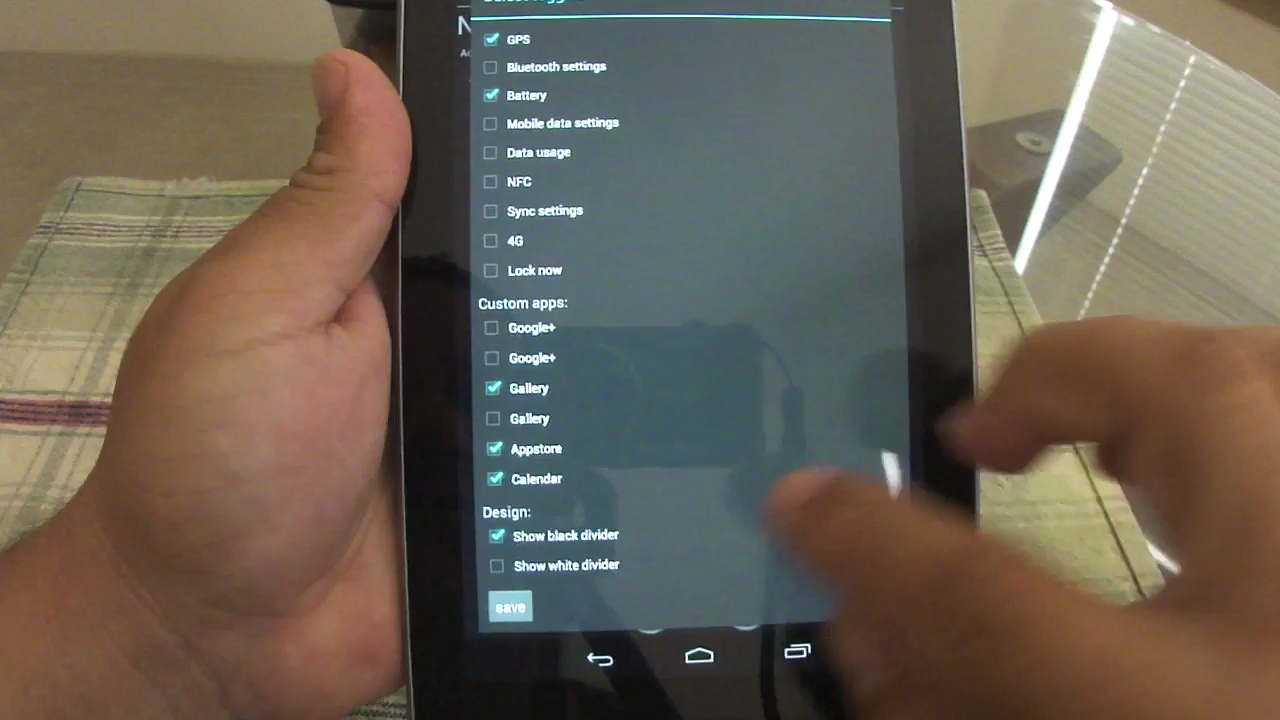 GPS
Bluetooth settings
Battery
Mobile data settings
Data usage
NFC
Sync settings
4G
Lock now
Custom apps:
Google+
Google+
Gallery
Gallery
Appstore
Calendar
Design:
Show black divider
Show white divider
save